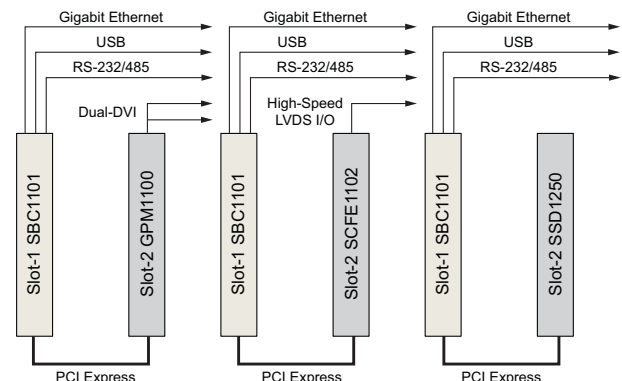 Gigabit Ethernet
USB
RS-232/485
Dual-DVI
Slot-1 SBC1101
Slot-2 GPM1100
PCI Express
Gigabit Ethernet
USB
RS-232/485
High-Speed
LVDS I/O
Slot-1 SBC1101
Slot-2 SCFE1102
PCI Express
Gigabit Ethernet
USB
RS-232/485
Slot-1 SBC1101
Slot-2 SSD1250
PCI Express